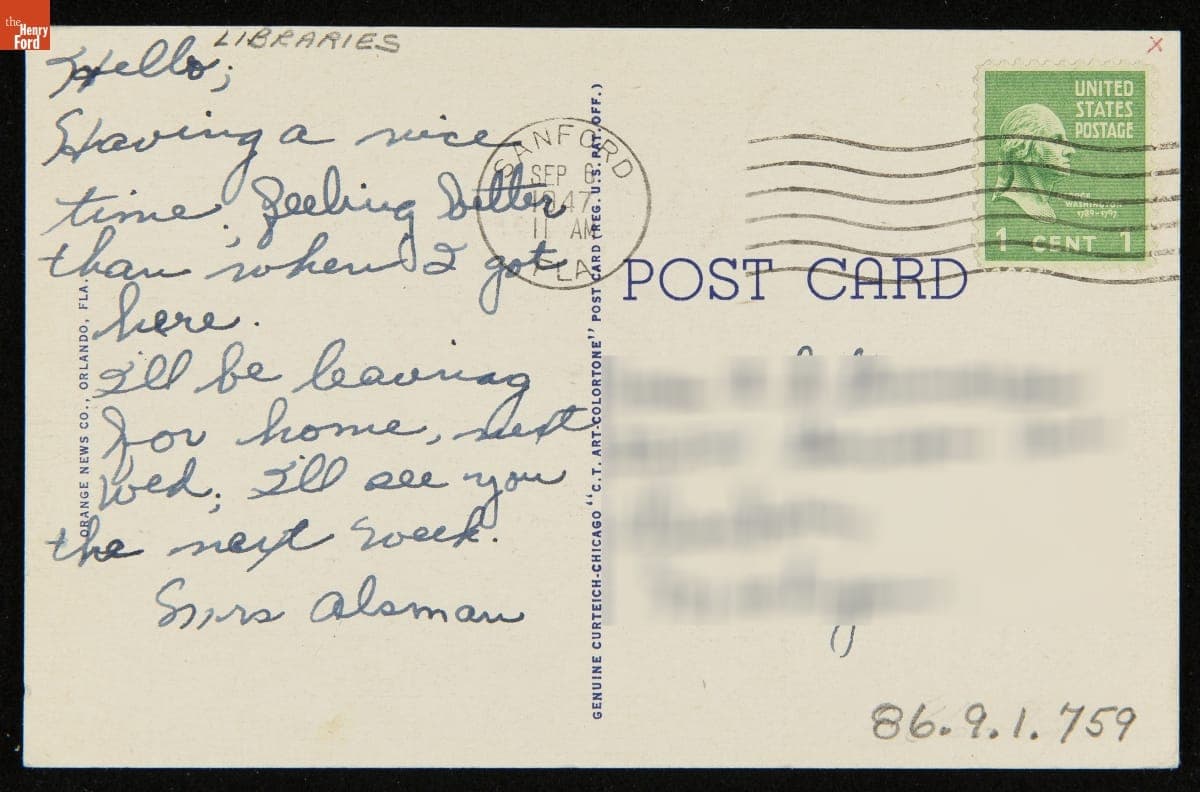 the
Henry
Ford
LIBRARIES
Hello;
Having a nice
time. Feeling better
than when I got
here.
I'll be leaving
for home, next
Wed; I'll see you
the next week.
Mrs Alsman
ORANGE NEWS CO., ORLANDO, FLA.
GENUINE CURTEICH-CHICAGO "C.T. ART-COLORTONE" POST CARD (REG. U.S. PAT. OFF.)
SANFORD
SEP 6
1947
11 AM
FLA.
UNITED
STATES
POSTAGE
WASHINGTON
1789-1797
1 CENT 1
POST CARD
86.9.1.759